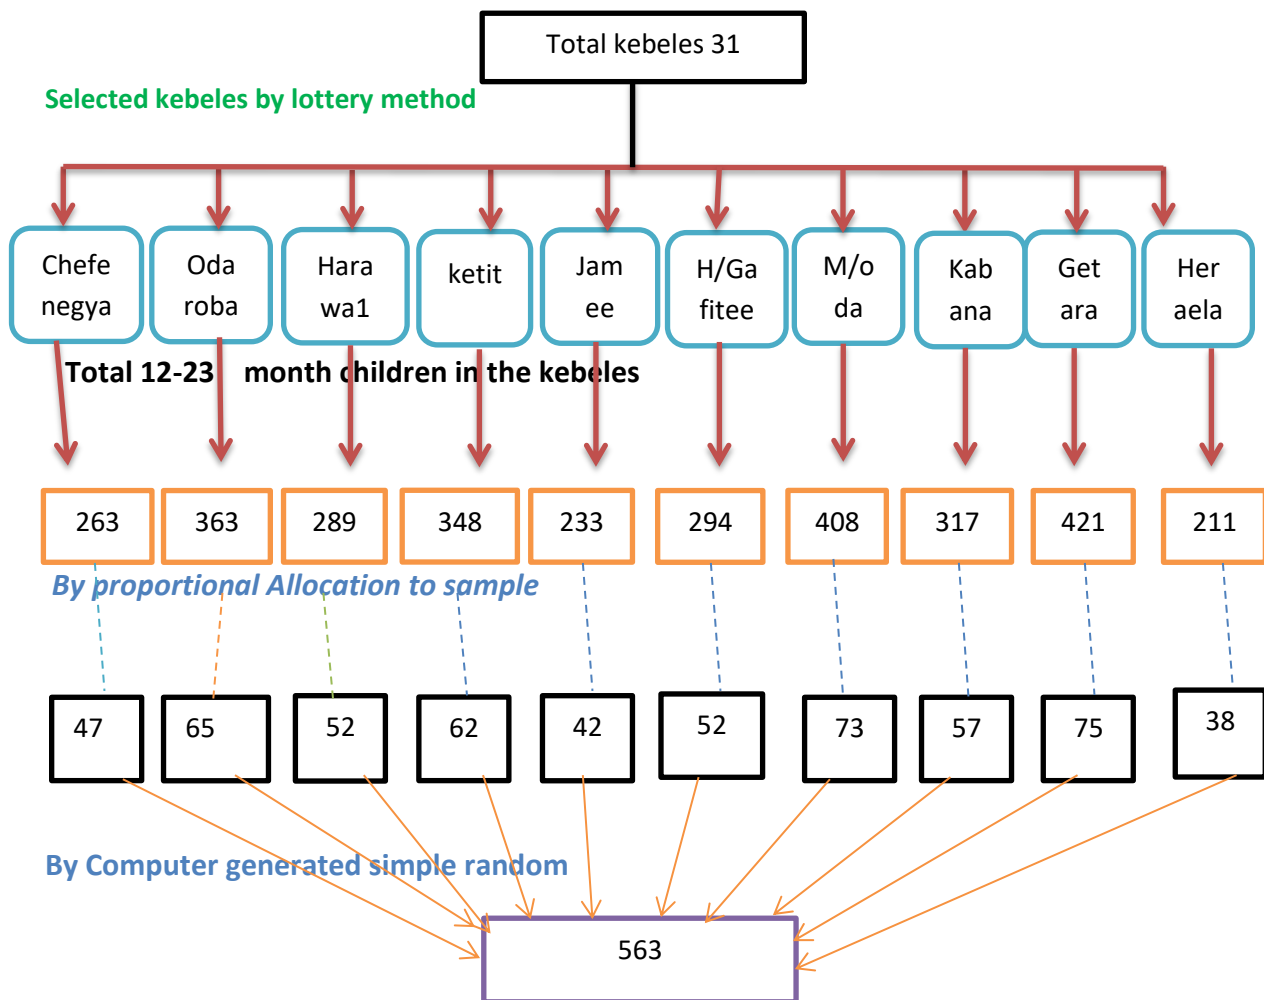 Total kebeles 31
Selected kebeles by lottery method
Chefe
negya
Oda
roba
Hara
wa1
ketit
Jam
ee
H/Ga
fitee
M/o
da
Kab
ana
Get
ara
Her
aela
Total 12-23 month children in the kebeles
263
363
289
348
233
294
408
317
421
211
By proportional Allocation to sample
47
65
52
62
42
52
73
57
75
38
By Computer generated simple random
563